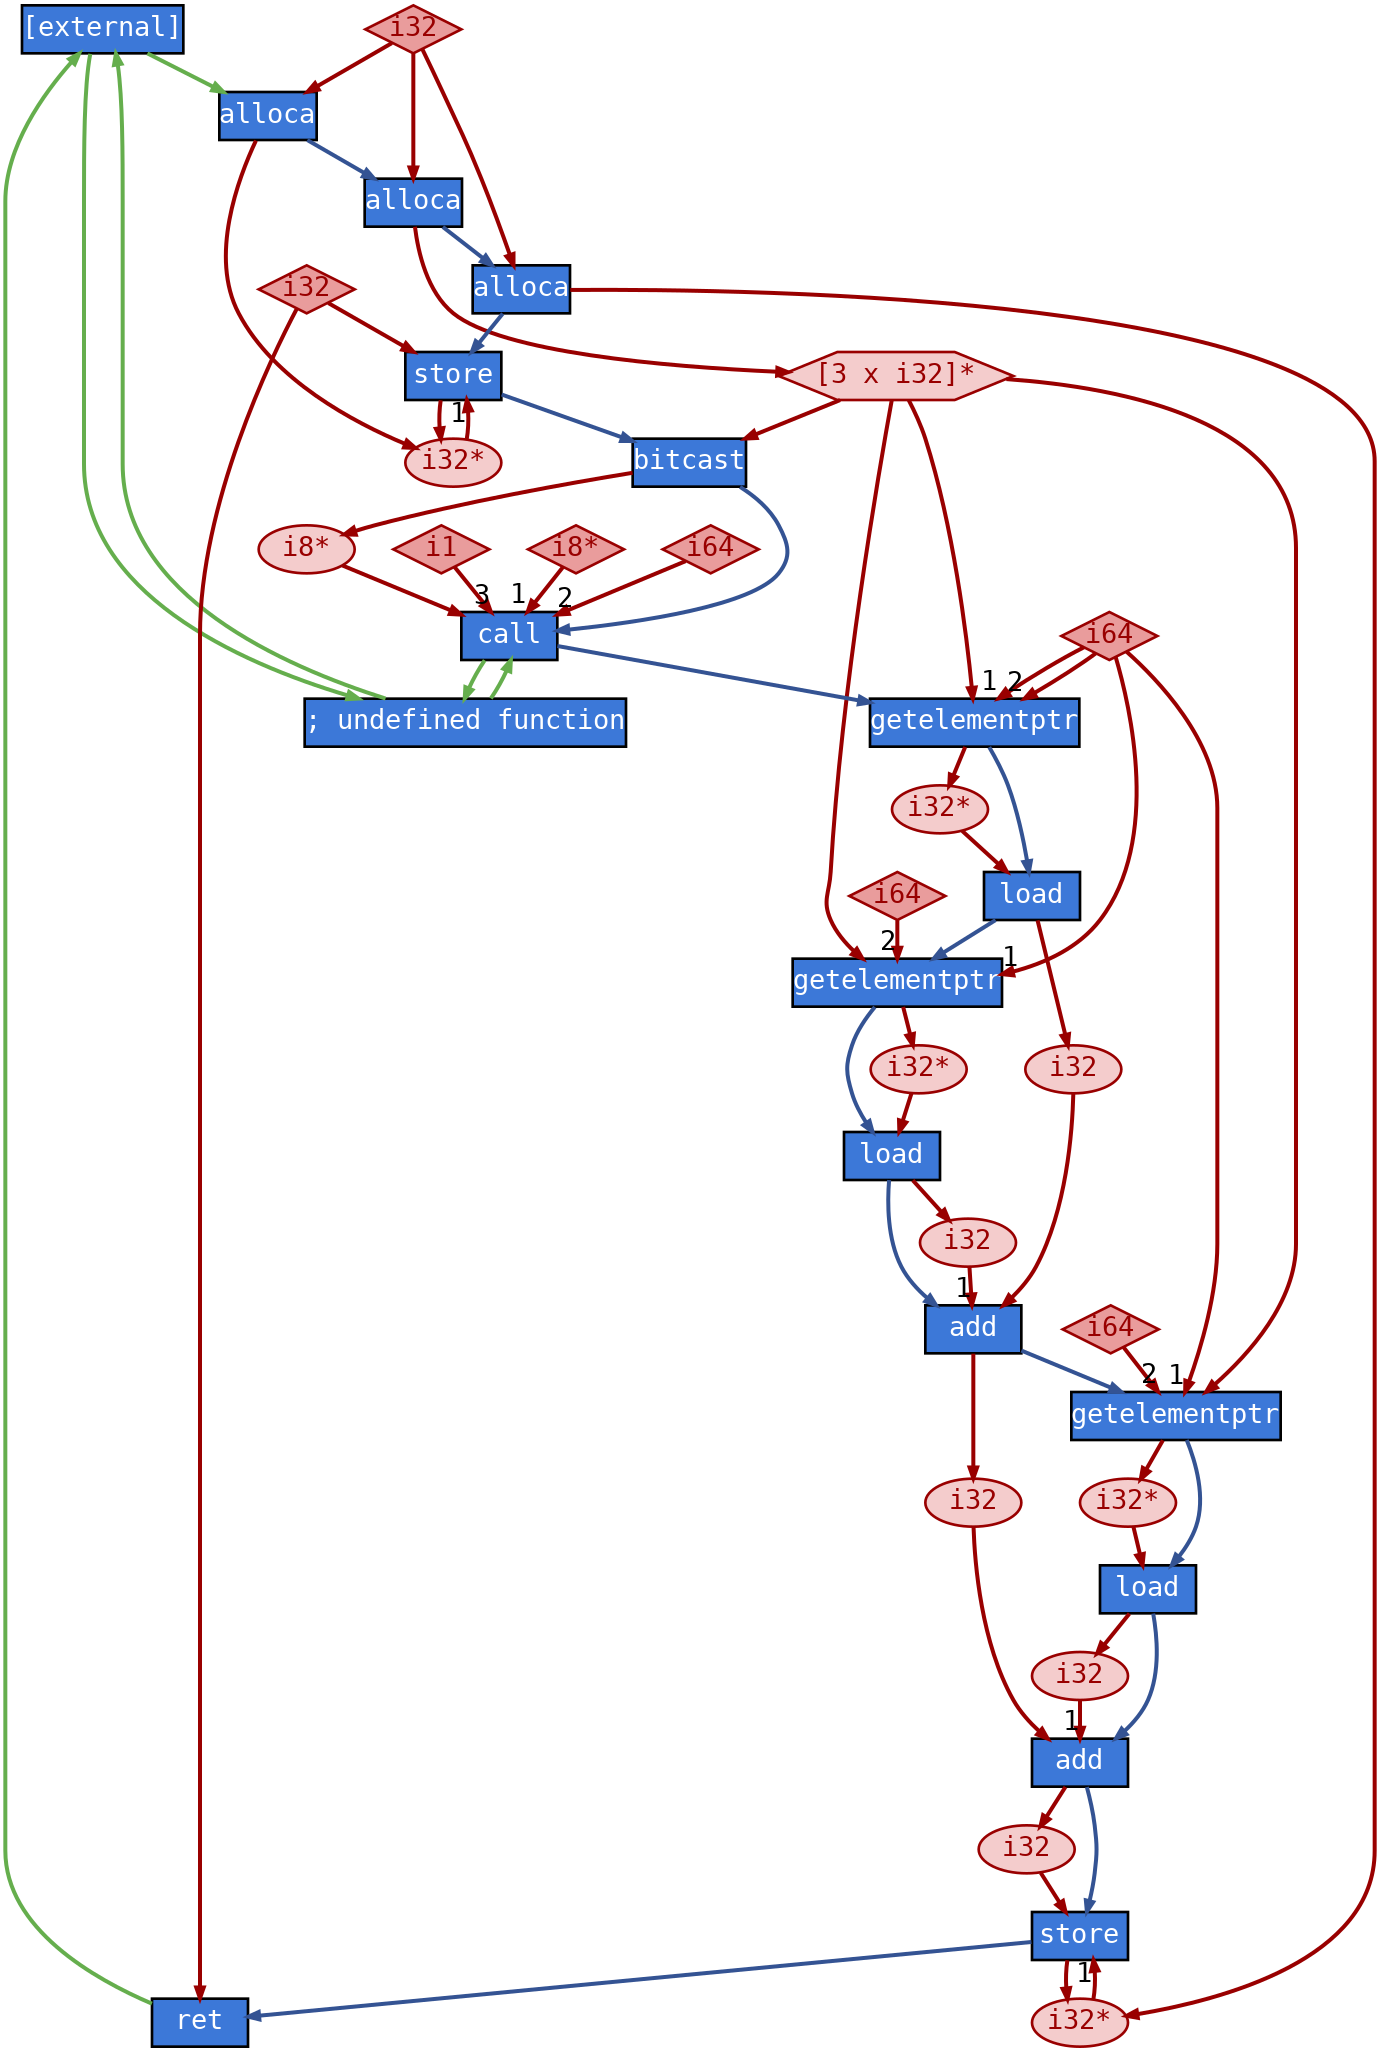 [external]
i32
alloca
alloca
i32
alloca
store
[3 x i32]*
1
i32*
bitcast
i8*
i1
i8*
i64
3
1
2
call
i64
1
2
; undefined function
getelementptr
i32*
i64
load
2
1
getelementptr
i32*
i32
load
i32
1
add
i64
2
1
getelementptr
i32
i32*
load
i32
1
add
i32
store
1
ret
i32*